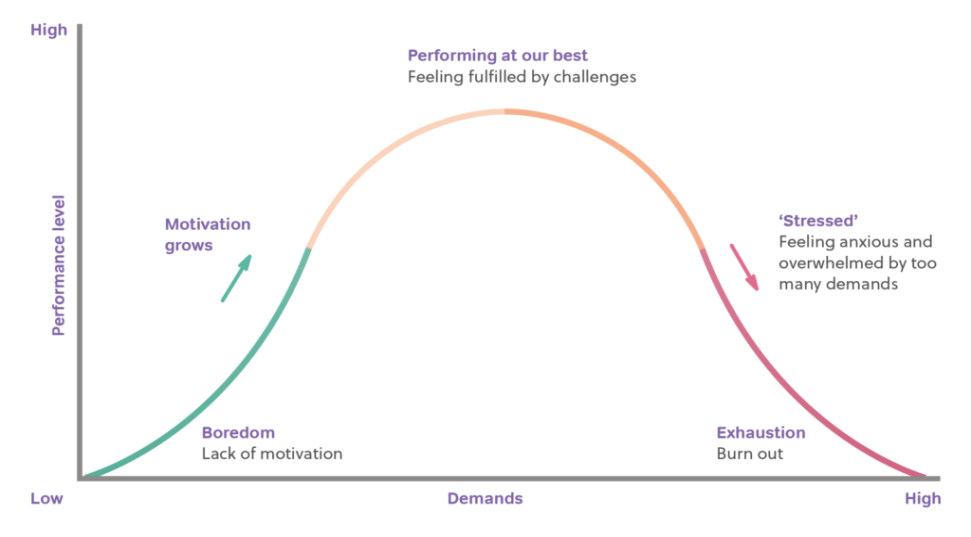 High
Performing at our best
Feeling fulfilled by challenges
Performance level
Motivation
grows
‘Stressed’
Feeling anxious and
overwhelmed by too
many demands
Boredom
Lack of motivation
Exhaustion
Burn out
Low
Demands
High